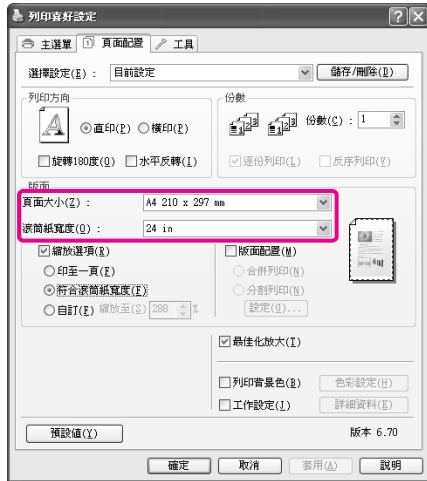 列印喜好設定
主選單 頁面配置 工具
選擇設定(E) : 目前設定 儲存/刪除(D)
列印方向 份數
A 直印(P) 橫印(P) 份數(C) : 1
旋轉180度(0) 水平反轉(I) 逐份列印(L) 反序列印(V)
版面
頁面大小(Z) : A4 210 x 297 mm
滾筒紙寬度(O) : 24 in
縮放選項(R) 版面配置(M)
印至一頁(F) 合併列印(N)
符合滾筒紙寬度(F) 分割列印(N)
自訂(F) 縮放至(S) 288 % 設定(G)...
最佳化放大(T)
列印背景色(B) 色彩設定(H)
工作設定(J) 詳細資料(K)
預設值(Y) 版本 6.70
確定 取消 套用(A) 說明